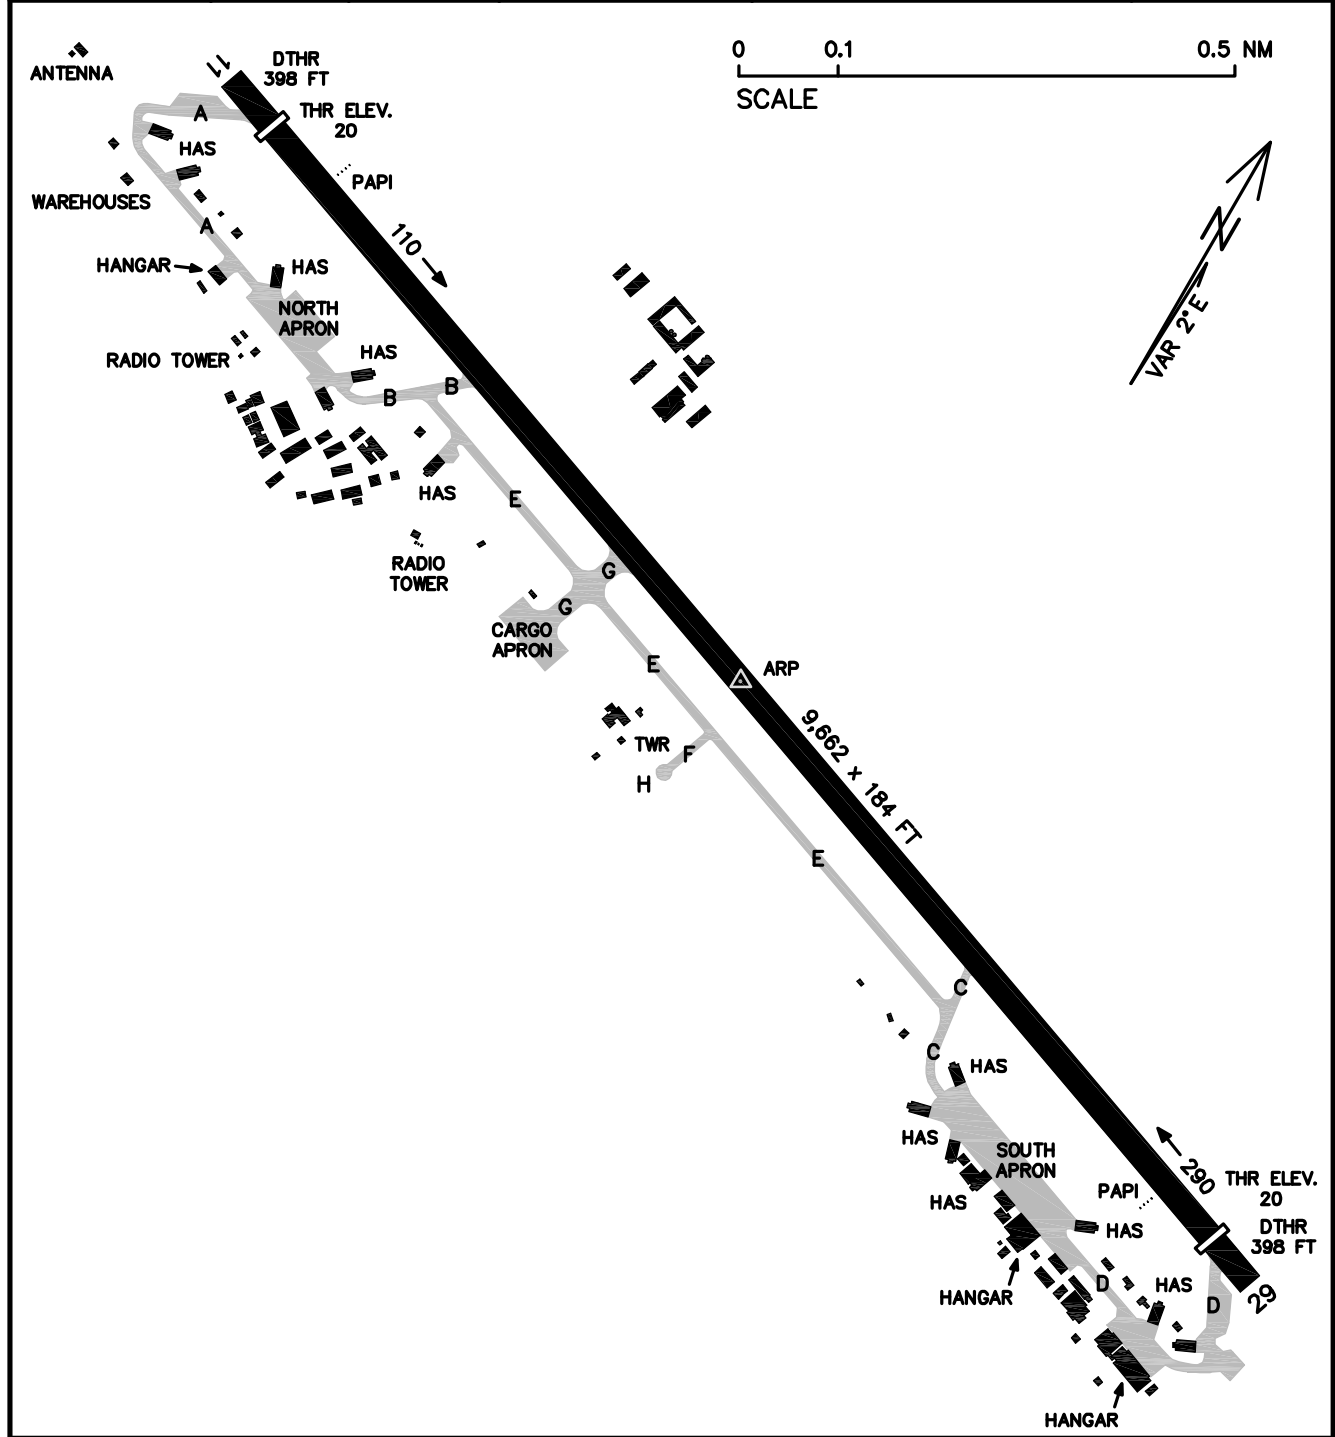 0 0.1 0.5 NM
SCALE
ANTENNA
11
DTHR
398 FT
THR ELEV.
20
A
HAS
PAPI
WAREHOUSES
A
110
HANGAR
HAS
NORTH
APRON
VAR 2°E
N
RADIO TOWER
HAS
B
B
HAS
E
RADIO
TOWER
G
G
CARGO
APRON
E
ARP
9,662 x 184 FT
TWR
F
H
E
C
C
HAS
HAS
SOUTH
APRON
HAS
PAPI
290
THR ELEV.
20
HAS
DTHR
398 FT
HANGAR
D
HAS
D
29
HANGAR